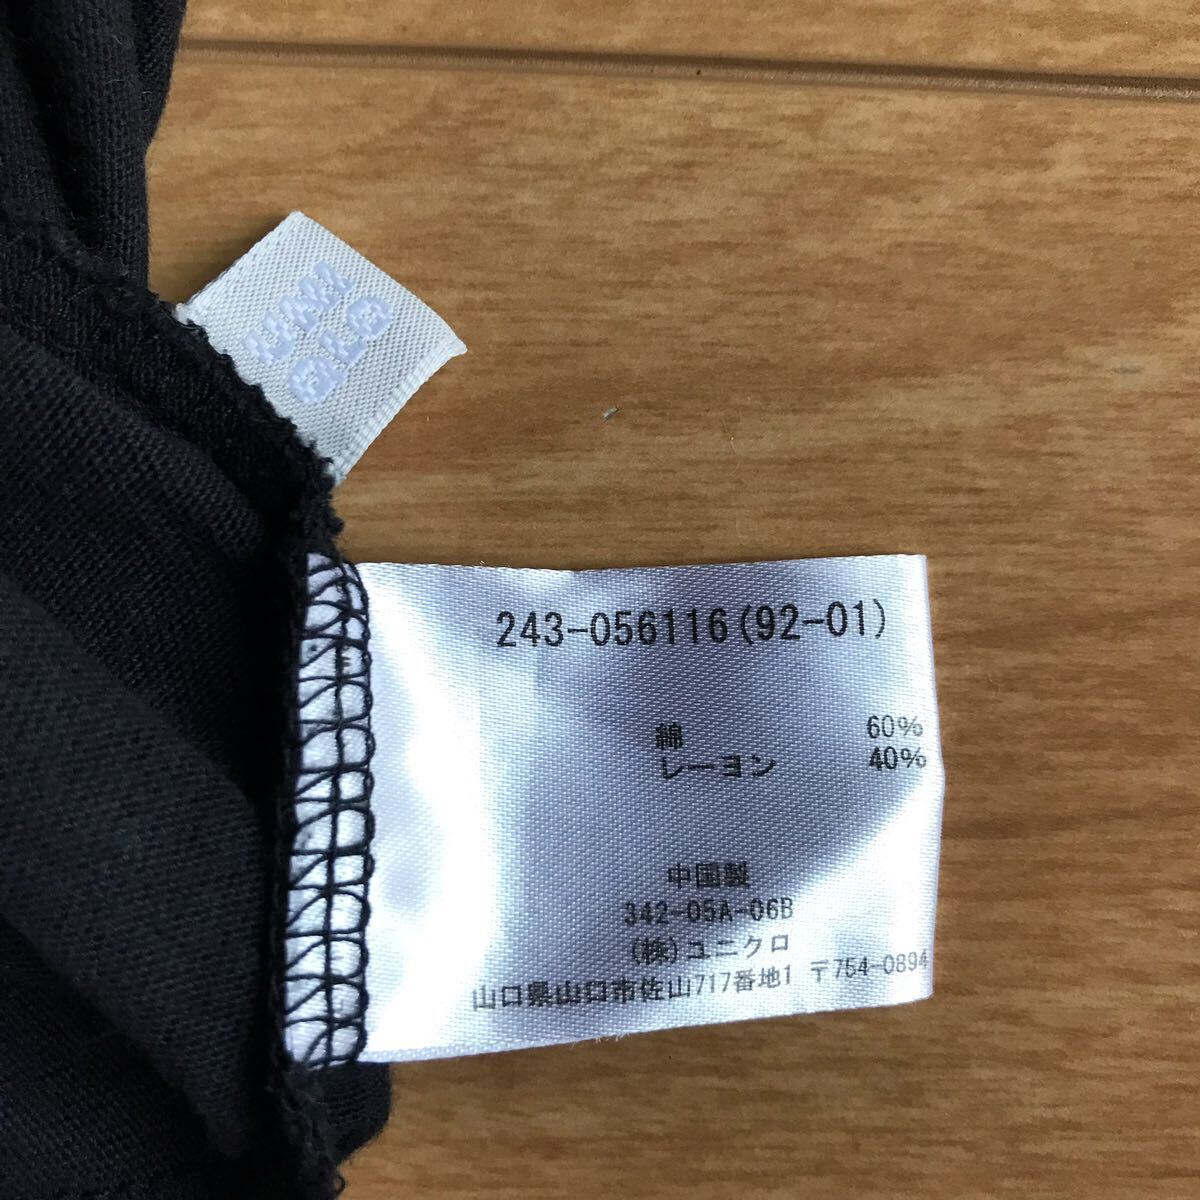 UNI
QLO
243-056116(92-01)
綿 60%
レーヨン 40%
中国製
342-05A-06B
(株)ユニクロ
山口県山口市佐山717番地1 〒754-0894